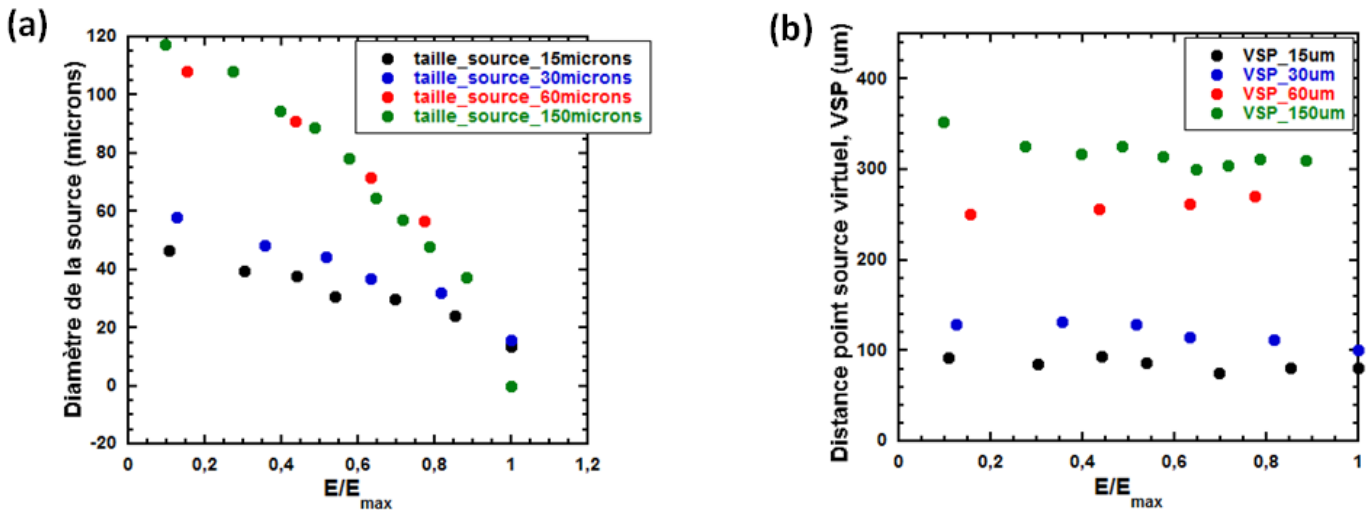 (a)
120
100
80
60
40
20
0
-20
Diamètre de la source (microns)
taille_source_15microns
taille_source_30microns
taille_source_60microns
taille_source_150microns
0 0,2 0,4 0,6 0,8 1 1,2
E/Emax
(b)
400
300
200
100
0
Distance point source virtuel, VSP (um)
VSP_15um
VSP_30um
VSP_60um
VSP_150um
0 0,2 0,4 0,6 0,8 1
E/Emax